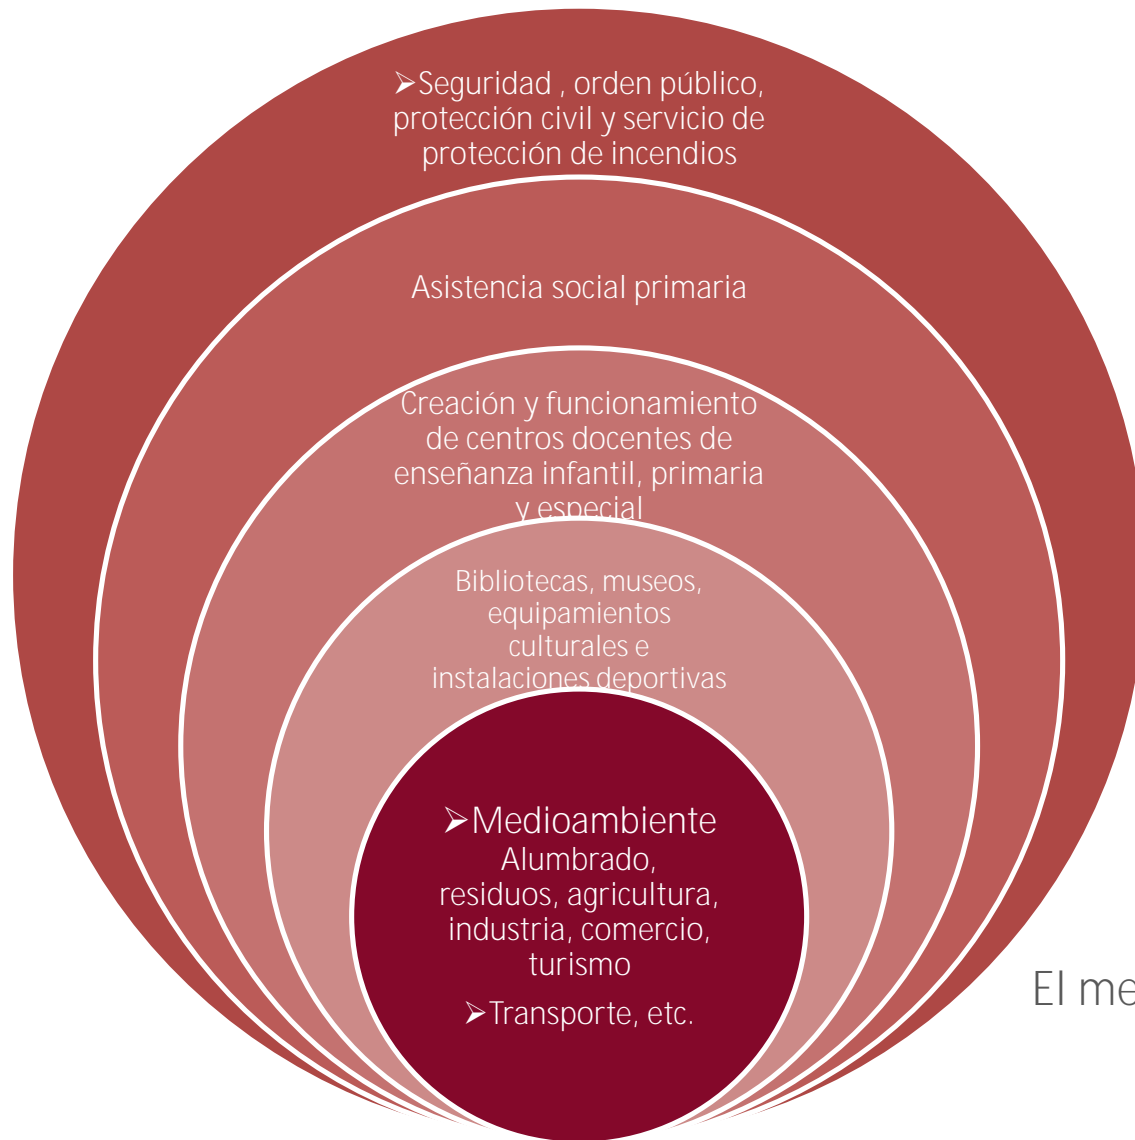 ➢Seguridad , orden público,
protección civil y servicio de
protección de incendios
Asistencia social primaria
Creación y funcionamiento
de centros docentes de
enseñanza infantil, primaria
y especial
Bibliotecas, museos,
equipamientos
culturales e
instalaciones deportivas
➢Medioambiente
Alumbrado,
residuos, agricultura,
industria, comercio,
turismo
➢Transporte, etc.
El me